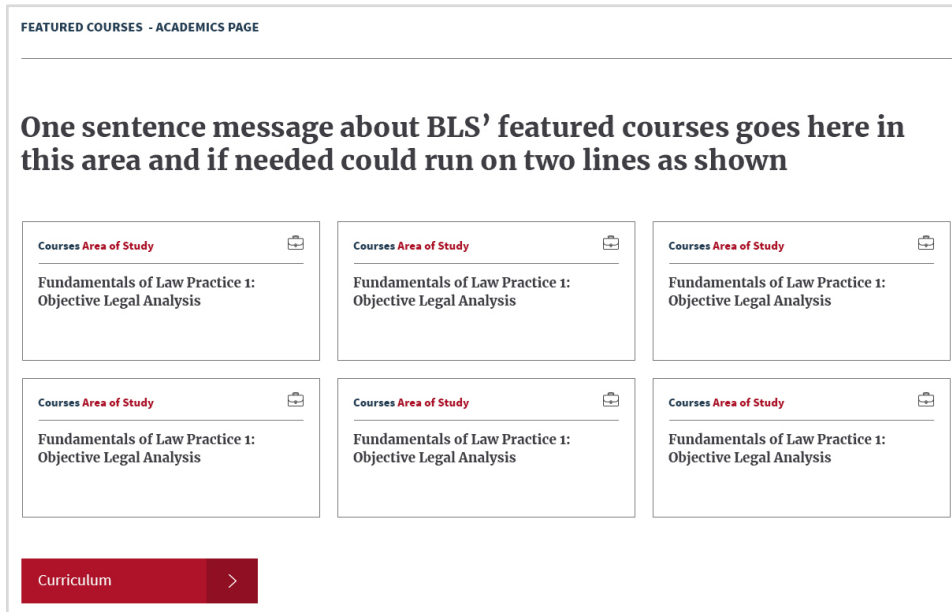 FEATURED COURSES - ACADEMICS PAGE
One sentence message about BLS’ featured courses goes here in
this area and if needed could run on two lines as shown
Courses Area of Study
Fundamentals of Law Practice 1:
Objective Legal Analysis
Courses Area of Study
Fundamentals of Law Practice 1:
Objective Legal Analysis
Courses Area of Study
Fundamentals of Law Practice 1:
Objective Legal Analysis
Courses Area of Study
Fundamentals of Law Practice 1:
Objective Legal Analysis
Courses Area of Study
Fundamentals of Law Practice 1:
Objective Legal Analysis
Courses Area of Study
Fundamentals of Law Practice 1:
Objective Legal Analysis
Curriculum